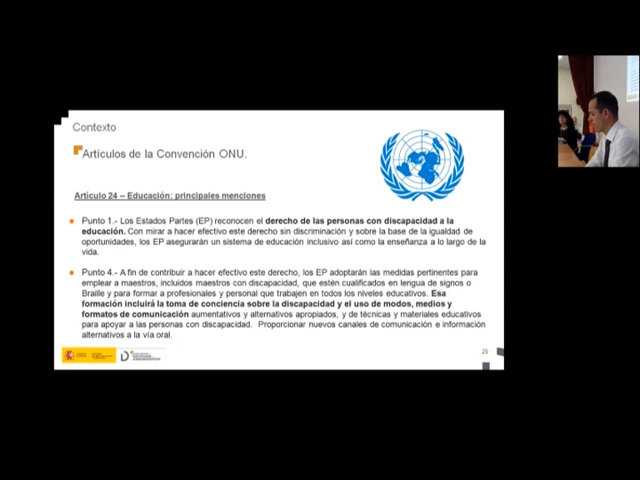 Contexto
Artículos de la Convención ONU.
Artículo 24 – Educación: principales menciones
Punto 1.- Los Estados Partes (EP) reconocen el derecho de las personas con discapacidad a la
educación. Con mirar a hacer efectivo este derecho sin discriminación y sobre la base de la igualdad de
oportunidades, los EP asegurarán un sistema de educación inclusivo así como la enseñanza a lo largo de la
vida.
Punto 4.- A fin de contribuir a hacer efectivo este derecho, los EP adoptarán las medidas pertinentes para
emplear a maestros, incluidos maestros con discapacidad, que estén cualificados en lengua de signos o
Braille y para formar a profesionales y personal que trabajen en todos los niveles educativos. Esa
formación incluirá la toma de conciencia sobre la discapacidad y el uso de modos, medios y
formatos de comunicación aumentativos y alternativos apropiados, y de técnicas y materiales educativos
para apoyar a las personas con discapacidad. Proporcionar nuevos canales de comunicación e información
alternativos a la vía oral.
25